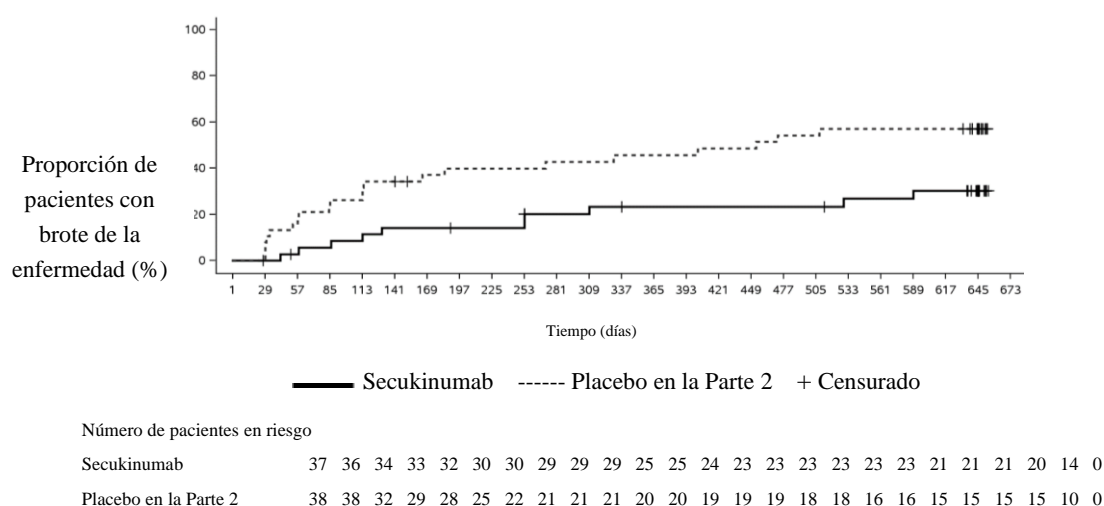 100
80
60
40
20
0
Proporción de
pacientes con
brote de la
enfermedad (%)
1 29 57 85 113 141 169 197 225 253 281 309 337 365 393 421 449 477 505 533 561 589 617 645 673
Tiempo (días)
Secukinumab Placebo en la Parte 2 + Censurado
Número de pacientes en riesgo
Secukinumab 37 36 34 33 32 30 30 29 29 29 25 25 24 23 23 23 23 23 23 21 21 21 20 14 0
Placebo en la Parte 2 38 38 32 29 28 25 22 21 21 21 20 20 19 19 19 18 18 16 16 15 15 15 15 10 0